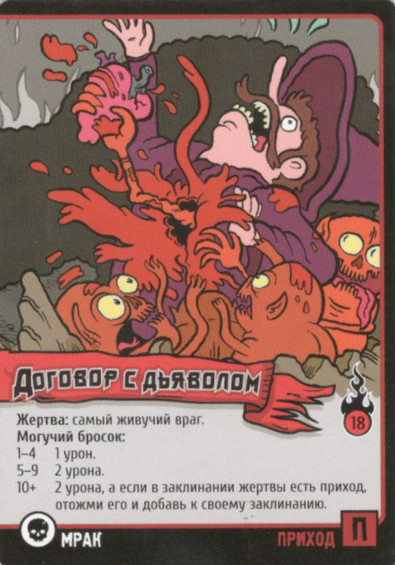 Договор с дьяволом
18
Жертва: самый живучий враг.
Могучий бросок:
1–4 1 урон.
5–9 2 урона.
10+ 2 урона, а если в заклинании жертвы есть приход,
отожми его и добавь к своему заклинанию.
МРАК
ПРИХОД П